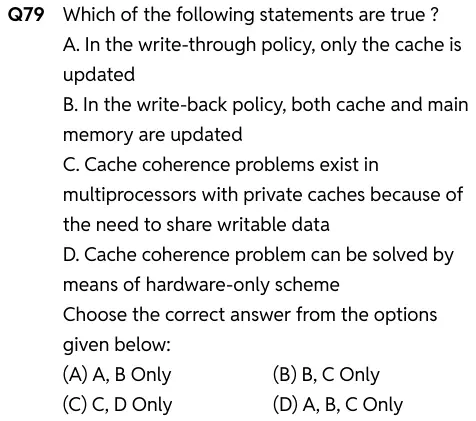 Q79 Which of the following statements are true ?
A. In the write-through policy, only the cache is
updated
B. In the write-back policy, both cache and main
memory are updated
C. Cache coherence problems exist in
multiprocessors with private caches because of
the need to share writable data
D. Cache coherence problem can be solved by
means of hardware-only scheme
Choose the correct answer from the options
given below:
(A) A, B Only (B) B, C Only
(C) C, D Only (D) A, B, C Only